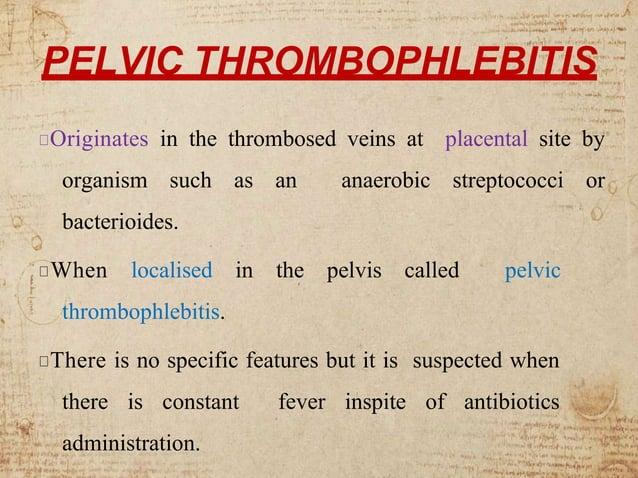 PELVIC THROMBOPHLEBITIS
Originates in the thrombosed veins at placental site by
organism such as an anaerobic streptococci or
bacterioides.
When localised in the pelvis called pelvic
thrombophlebitis.
There is no specific features but it is suspected when
there is constant fever inspite of antibiotics
administration.